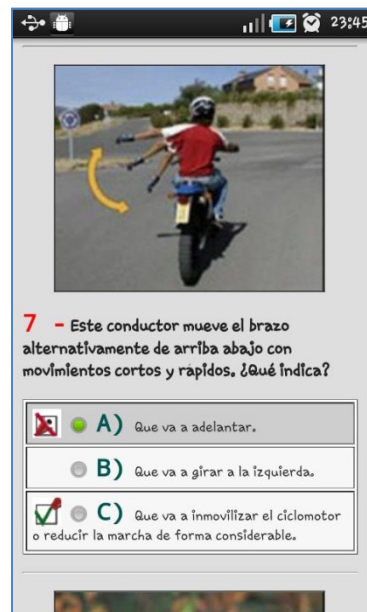 23:45
7 - Este conductor mueve el brazo
alternativamente de arriba abajo con
movimientos cortos y rápidos. ¿Qué indica?
A) Que va a adelantar.
B) Que va a girar a la izquierda.
C) Que va a inmovilizar el ciclomotor
o reducir la marcha de forma considerable.